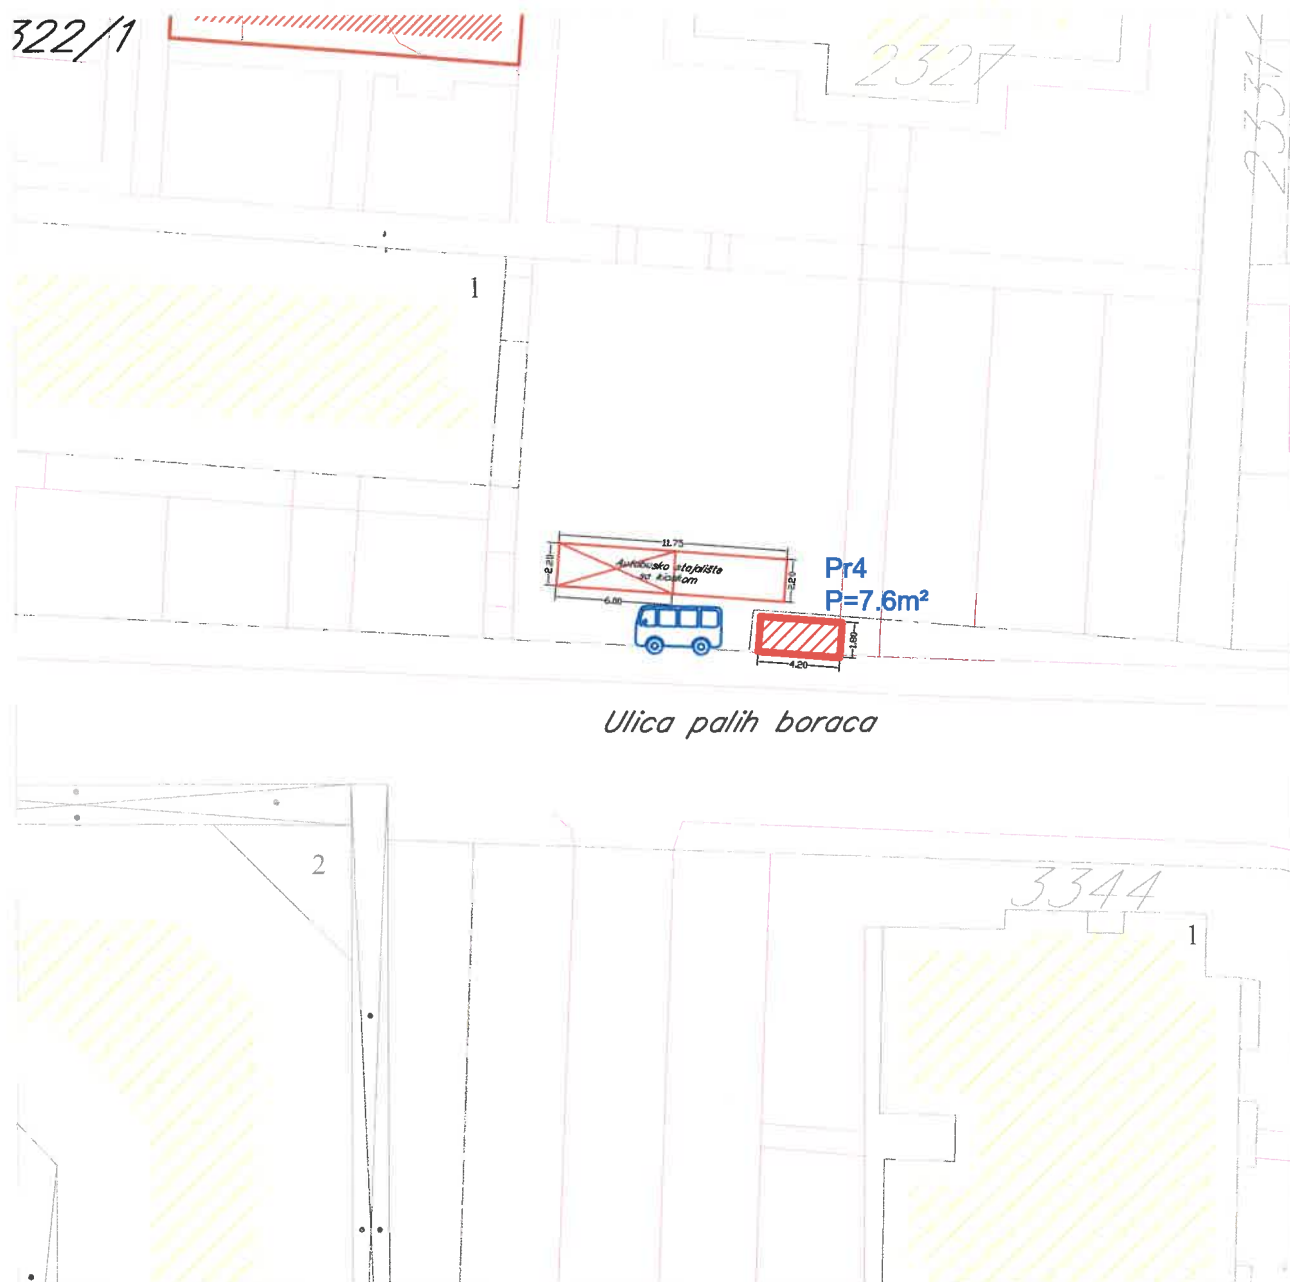 322/1
2327
2331/
1
11.75
2.20
Autobusko stajalište
sa kioskom
2.20
6.00
Pr4
P=7.6m²
1.80
4.20
Ulica palih boraca
2
3344
1